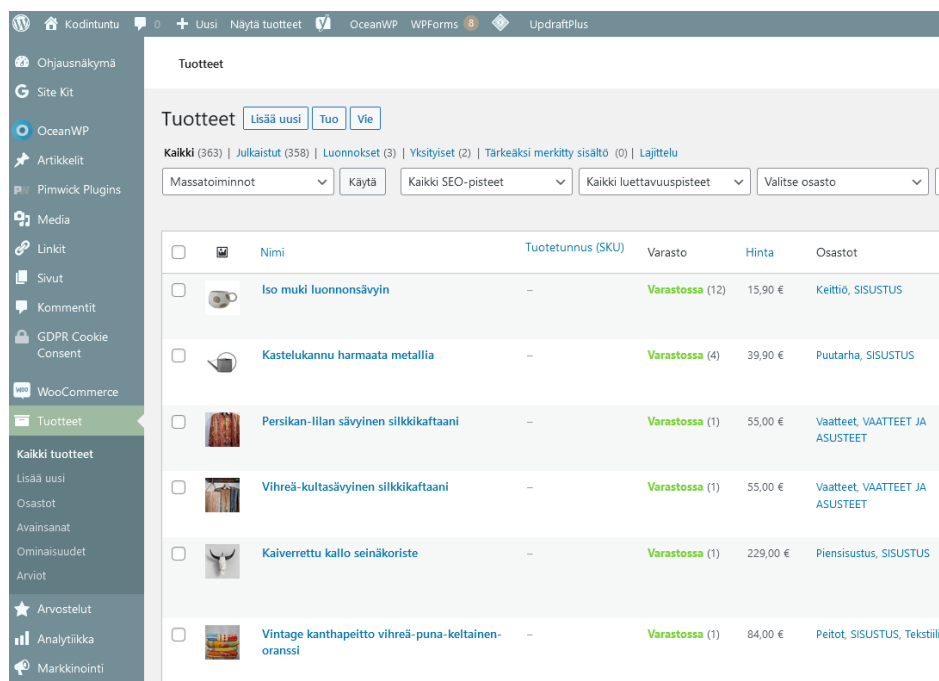 Kodintuntu 0 + Uusi Näytä tuotteet OceanWP WPForms 8 UpdraftPlus
Ohjausnäkymä
Site Kit
OceanWP
Artikkelit
Pimwick Plugins
Media
Linkit
Sivut
Kommentit
GDPR Cookie
Consent
WooCommerce
Tuotteet
Kaikki tuotteet
Lisää uusi
Osastot
Avainsanat
Ominaisuudet
Arviot
Arvostelut
Analytiikka
Markkinointi
Tuotteet
Tuotteet Lisää uusi Tuo Vie
Kaikki (363) | Julkaistut (358) | Luonnokset (3) | Yksityiset (2) | Tärkeäksi merkitty sisältö (0) | Lajittelu
Massatoiminnot Käytä Kaikki SEO-pisteet Kaikki luettavuuspisteet Valitse osasto
Nimi Tuotetunnus (SKU) Varasto Hinta Osastot
Iso muki luonnonsävyin – Varastossa (12) 15,90 € Keittiö, SISUSTUS
Kastelukannu harmaata metallia – Varastossa (4) 39,90 € Puutarha, SISUSTUS
Persikan-lilan sävyinen silkkikaftaani – Varastossa (1) 55,00 € Vaatteet, VAATTEET JA
ASUSTEET
Vihreä-kultasävyinen silkkikaftaani – Varastossa (1) 55,00 € Vaatteet, VAATTEET JA
ASUSTEET
Kaiverrettu kallo seinäkoriste – Varastossa (1) 229,00 € Piensisustus, SISUSTUS
Vintage kanthapeitto vihreä-puna-keltainen- – Varastossa (1) 84,00 € Peitot, SISUSTUS, Tekstiili
oranssi